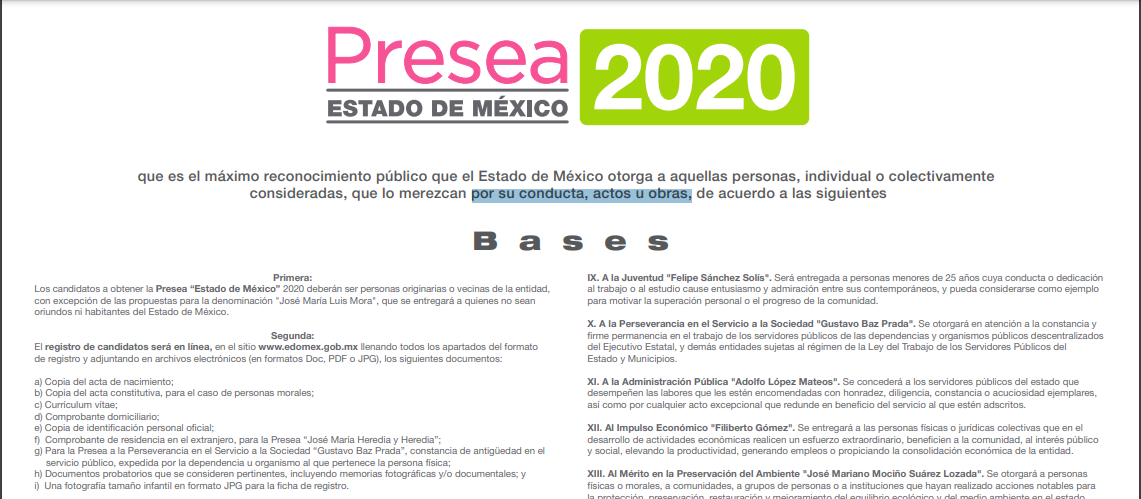 Presea
ESTADO DE MÉXICO
2020
que es el máximo reconocimiento público que el Estado de México otorga a aquellas personas, individual o colectivamente
consideradas, que lo merezcan por su conducta, actos u obras, de acuerdo a las siguientes
Bases
Primera:
Los candidatos a obtener la Presea “Estado de México” 2020 deberán ser personas originarias o vecinas de la entidad,
con excepción de las propuestas para la denominación "José María Luis Mora", que se entregará a quienes no sean
oriundos ni habitantes del Estado de México.
Segunda:
El registro de candidatos será en línea, en el sitio www.edomex.gob.mx llenando todos los apartados del formato
de registro y adjuntando en archivos electrónicos (en formatos Doc, PDF o JPG), los siguientes documentos:
a) Copia del acta de nacimiento;
b) Copia del acta constitutiva, para el caso de personas morales;
c) Curriculum vítae;
d) Comprobante domiciliario;
e) Copia de identificación personal oficial;
f) Comprobante de residencia en el extranjero, para la Presea “José María Heredia y Heredia”;
g) Para la Presea a la Perseverancia en el Servicio a la Sociedad “Gustavo Baz Prada”, constancia de antigüedad en el
servicio público, expedida por la dependencia u organismo al que pertenece la persona física;
h) Documentos probatorios que se consideren pertinentes, incluyendo memorias fotográficas y/o documentales; y
i) Una fotografía tamaño infantil en formato JPG para la ficha de registro.
IX. A la Juventud "Felipe Sánchez Solís". Será entregada a personas menores de 25 años cuya conducta o dedicación
al trabajo o al estudio cause entusiasmo y admiración entre sus contemporáneos, y pueda considerarse como ejemplo
para motivar la superación personal o el progreso de la comunidad.
X. A la Perseverancia en el Servicio a la Sociedad "Gustavo Baz Prada". Se otorgará en atención a la constancia y
firme permanencia en el trabajo de los servidores públicos de las dependencias y organismos públicos descentralizados
del Ejecutivo Estatal, y demás entidades sujetas al régimen de la Ley del Trabajo de los Servidores Públicos del
Estado y Municipios.
XI. A la Administración Pública "Adolfo López Mateos". Se concederá a los servidores públicos del estado que
desempeñen las labores que les estén encomendadas con honradez, diligencia, constancia o acuciosidad ejemplares,
así como por cualquier acto excepcional que redunde en beneficio del servicio al que estén adscritos.
XII. Al Impulso Económico "Filiberto Gómez". Se entregará a las personas físicas o jurídicas colectivas que en el
desarrollo de actividades económicas realicen un esfuerzo extraordinario, beneficien a la comunidad, al interés público
y social, elevando la productividad, generando empleos o propiciando la consolidación económica de la entidad.
XIII. Al Mérito en la Preservación del Ambiente "José Mariano Mociño Suárez Lozada". Se otorgará a personas
físicas o morales, a comunidades, a grupos de personas o a instituciones que hayan realizado acciones notables para
la protección, preservación, restauración y mejoramiento del equilibrio ecológico y del medio ambiente en el estado